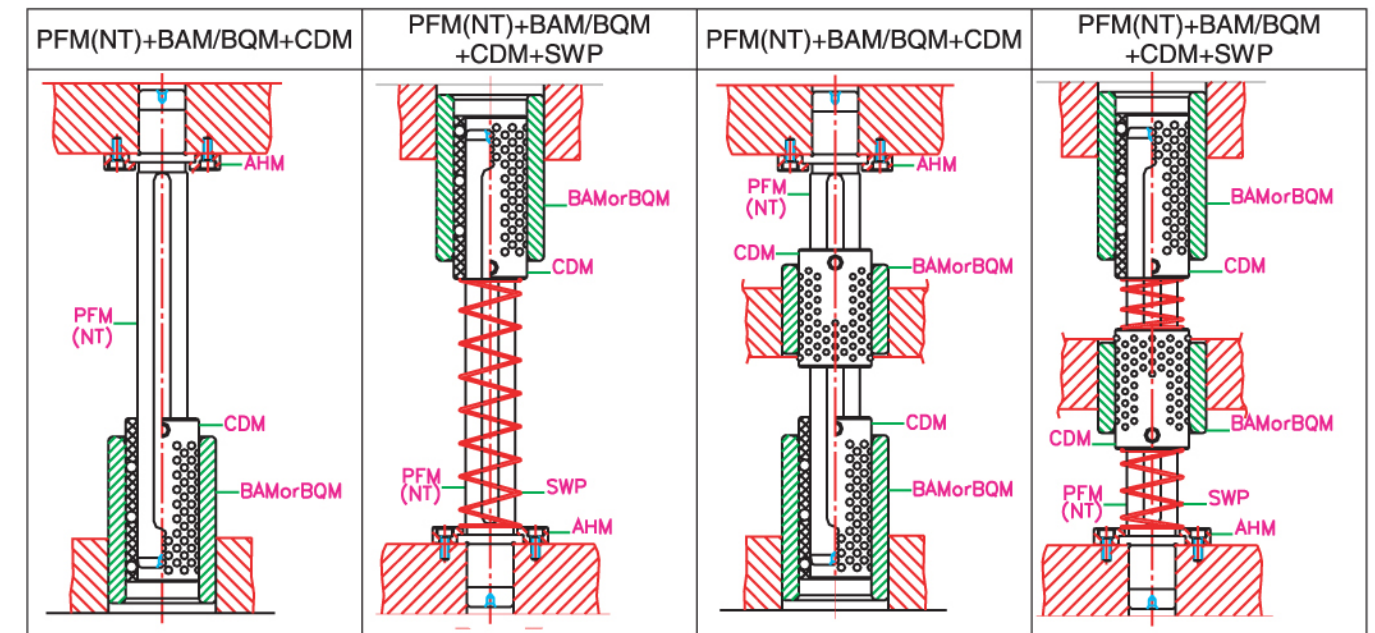 PFM(NT)+BAM/BQM+CDM
PFM(NT)+BAM/BQM
+CDM+SWP
PFM(NT)+BAM/BQM+CDM
PFM(NT)+BAM/BQM
+CDM+SWP
AHM
PFM
(NT)
CDM
BAMorBQM
BAMorBQM
CDM
PFM
(NT)
SWP
AHM
AHM
PFM
(NT)
CDM
BAMorBQM
CDM
BAMorBQM
BAMorBQM
CDM
BAMorBQM
CDM
PFM
(NT)
SWP
AHM